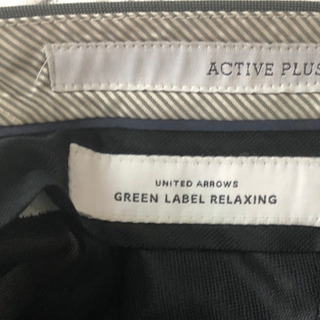 ACTIVE PLUS
UNITED ARROWS
GREEN LABEL RELAXING